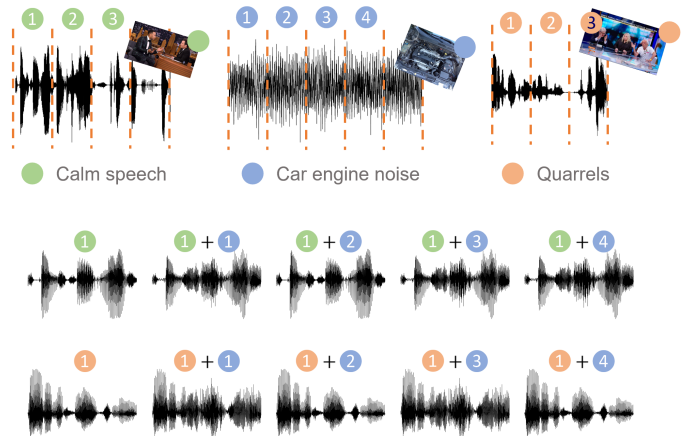 1 2 3 1 2 3 4 1 2 3
Calm speech Car engine noise Quarrels
1 1 + 1 1 + 2 1 + 3 1 + 4
1 1 + 1 1 + 2 1 + 3 1 + 4